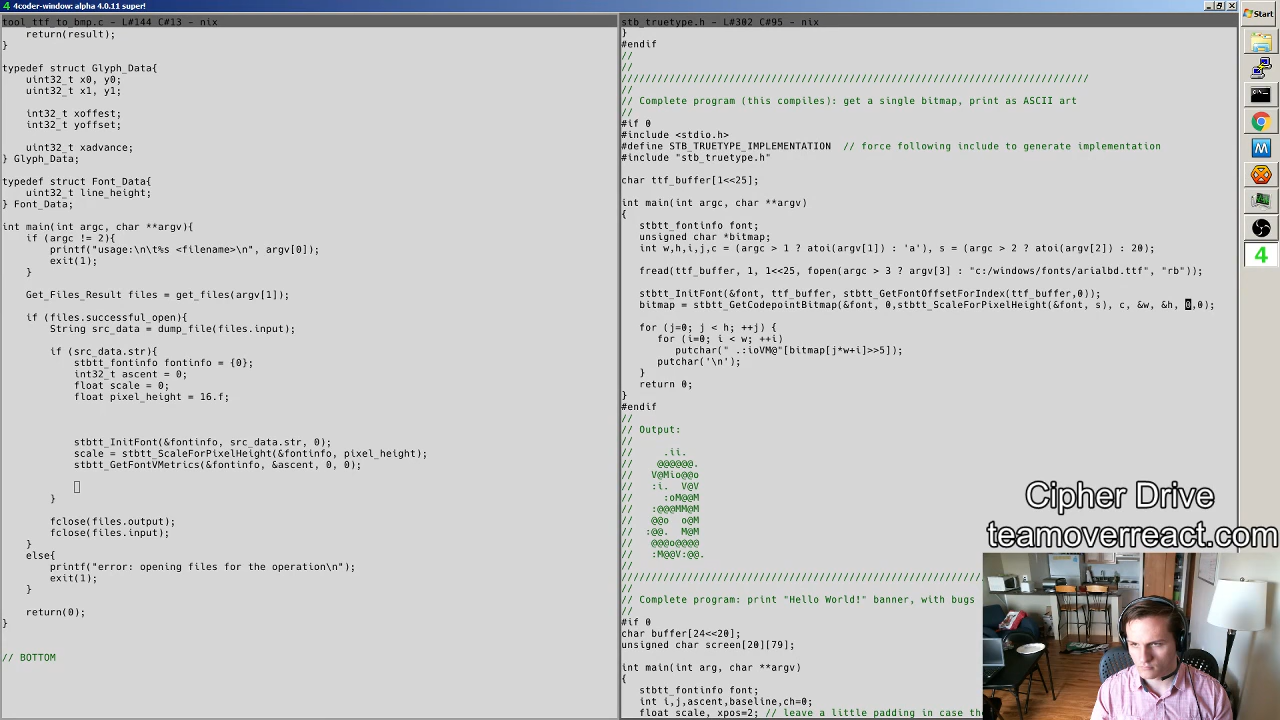 4coder-window: alpha 4.0.11 super!
tool_ttf_to_bmp.c - L#144 C#13 - nix
return(result);
}
typedef struct Glyph_Data{
uint32_t x0, y0;
uint32_t x1, y1;
int32_t xoffest;
int32_t yoffset;
uint32_t xadvance;
} Glyph_Data;
typedef struct Font_Data{
uint32_t line_height;
} Font_Data;
int main(int argc, char **argv){
if (argc != 2){
printf("usage:\n\t%s <filename>\n", argv[0]);
exit(1);
}
Get_Files_Result files = get_files(argv[1]);
if (files.successful_open){
String src_data = dump_file(files.input);
if (src_data.str){
stbtt_fontinfo fontinfo = {0};
int32_t ascent = 0;
float scale = 0;
float pixel_height = 16.f;
stbtt_InitFont(&fontinfo, src_data.str, 0);
scale = stbtt_ScaleForPixelHeight(&fontinfo, pixel_height);
stbtt_GetFontVMetrics(&fontinfo, &ascent, 0, 0);
}
fclose(files.output);
fclose(files.input);
}
else{
printf("error: opening files for the operation\n");
exit(1);
}
return(0);
}
// BOTTOM
stb_truetype.h - L#302 C#95 - nix
}
#endif
//
//
//////////////////////////////////////////////////////////////////////////////
//
// Complete program (this compiles): get a single bitmap, print as ASCII art
//
#if 0
#include <stdio.h>
#define STB_TRUETYPE_IMPLEMENTATION // force following include to generate implementation
#include "stb_truetype.h"
char ttf_buffer[1<<25];
int main(int argc, char **argv)
{
stbtt_fontinfo font;
unsigned char *bitmap;
int w,h,i,j,c = (argc > 1 ? atoi(argv[1]) : 'a'), s = (argc > 2 ? atoi(argv[2]) : 20);
fread(ttf_buffer, 1, 1<<25, fopen(argc > 3 ? argv[3] : "c:/windows/fonts/arialbd.ttf", "rb"));
stbtt_InitFont(&font, ttf_buffer, stbtt_GetFontOffsetForIndex(ttf_buffer,0));
bitmap = stbtt_GetCodepointBitmap(&font, 0,stbtt_ScaleForPixelHeight(&font, s), c, &w, &h, 0,0);
for (j=0; j < h; ++j) {
for (i=0; i < w; ++i)
putchar(" .:ioVM@"[bitmap[j*w+i]>>5]);
putchar('\n');
}
return 0;
}
#endif
//
// Output:
//
// .ii.
// @@@@@@.
// V@Mio@@o
// :i. V@V
// :oM@@M
// :@@@MM@M
// @@o o@M
// :@@. M@M
// @@@o@@@@
// :M@@V:@@.
//
//////////////////////////////////////////////////////////////
//
// Complete program: print "Hello World!" banner, with bugs
//
#if 0
char buffer[24<<20];
unsigned char screen[20][79];
int main(int arg, char **argv)
{
stbtt_fontinfo font;
int i,j,ascent,baseline,ch=0;
float scale, xpos=2; // leave a little padding in case the
Start
M
4
Cipher Drive
teamoverreact.com